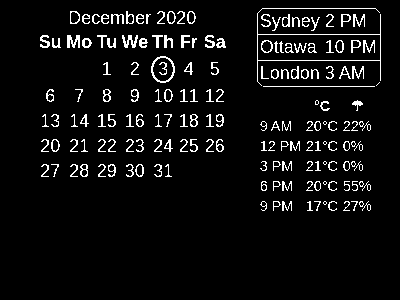 December 2020
Su Mo Tu We Th Fr Sa
1 2 3 4 5
6 7 8 9 10 11 12
13 14 15 16 17 18 19
20 21 22 23 24 25 26
27 28 29 30 31
Sydney 2 PM
Ottawa 10 PM
London 3 AM
°C
9 AM 20°C 22%
12 PM 21°C 0%
3 PM 21°C 0%
6 PM 20°C 55%
9 PM 17°C 27%